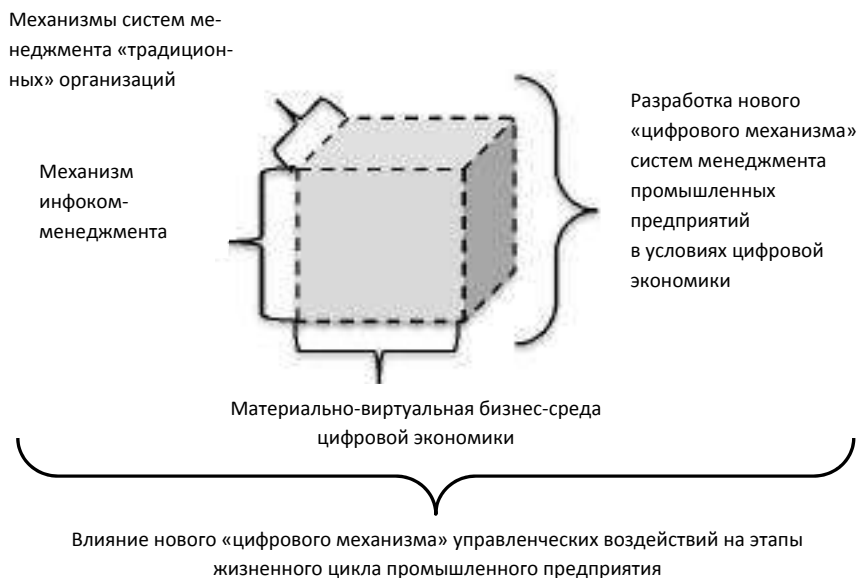 Механизмы систем ме-
неджмента «традицион-
ных» организаций
Механизм
инфоком-
менеджмента
Разработка нового
«цифрового механизма»
систем менеджмента
промышленных
предприятий
в условиях цифровой
экономики
Материально-виртуальная бизнес-среда
цифровой экономики
Влияние нового «цифрового механизма» управленческих воздействий на этапы
жизненного цикла промышленного предприятия